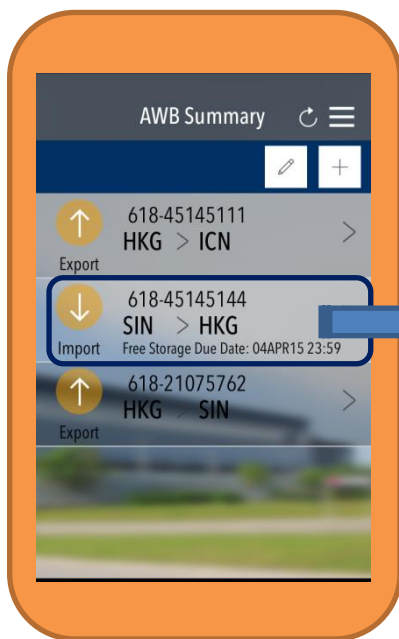 AWB Summary
618-45145111
HKG > ICN
Export
618-45145144
SIN > HKG
Import
Free Storage Due Date: 04APR15 23:59
618-21075762
HKG > SIN
Export